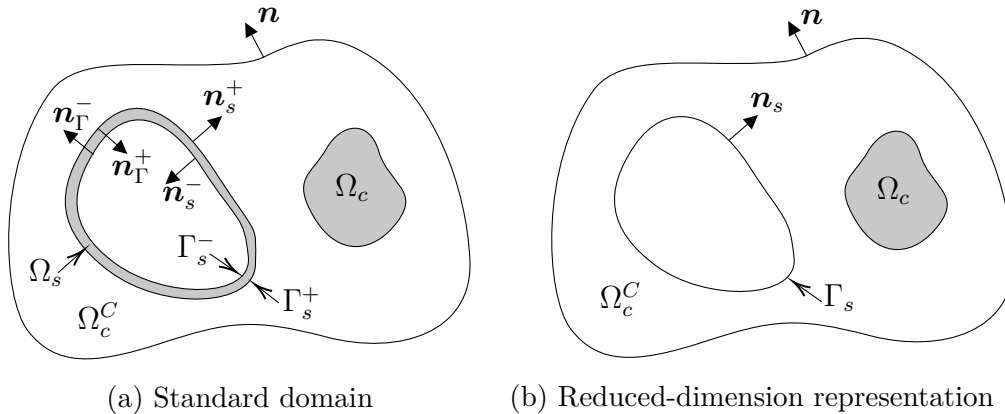 n
n
n_s^+
n_Γ^-
n_s
n_Γ^+
n_s^-
Ω_c
Ω_c
Γ_s^-
Ω_s
Γ_s^+
Γ_s
Ω_c^C
Ω_c^C
(a) Standard domain
(b) Reduced-dimension representation